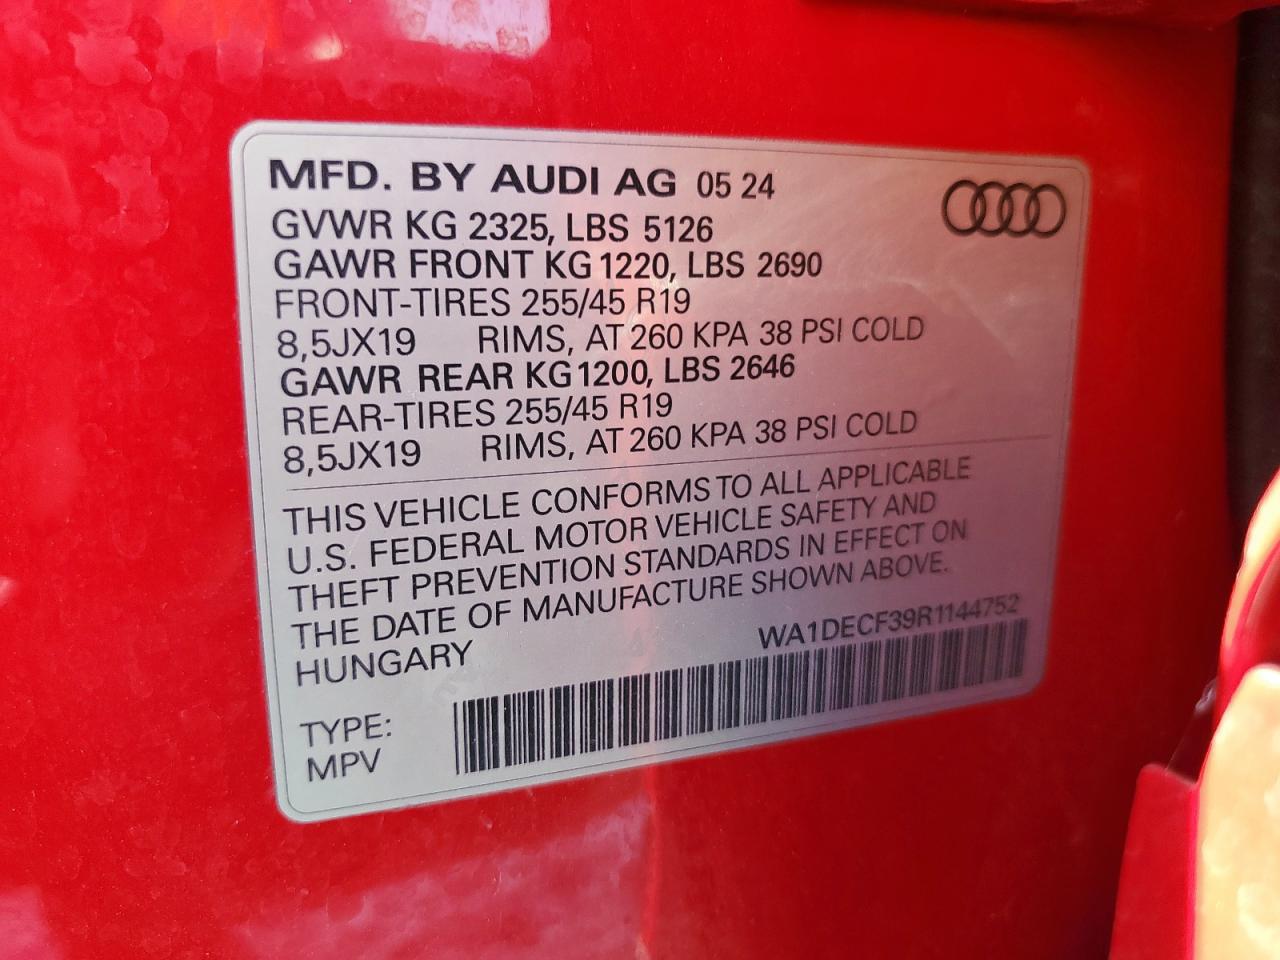 MFD. BY AUDI AG 05 24
GVWR KG 2325, LBS 5126
GAWR FRONT KG 1220, LBS 2690
FRONT-TIRES 255/45 R19
8,5JX19 RIMS, AT 260 KPA 38 PSI COLD
GAWR REAR KG 1200, LBS 2646
REAR-TIRES 255/45 R19
8,5JX19 RIMS, AT 260 KPA 38 PSI COLD
THIS VEHICLE CONFORMS TO ALL APPLICABLE
U.S. FEDERAL MOTOR VEHICLE SAFETY AND
THEFT PREVENTION STANDARDS IN EFFECT ON
THE DATE OF MANUFACTURE SHOWN ABOVE.
HUNGARY WA1DECF39R1144752
TYPE:
MPV